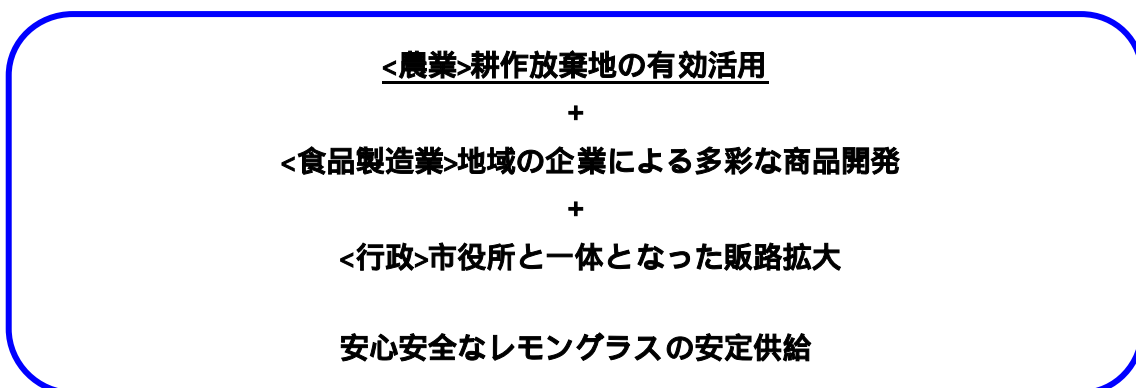 <農業>耕作放棄地の有効活用
+
<食品製造業>地域の企業による多彩な商品開発
+
<行政>市役所と一体となった販路拡大
安心安全なレモングラスの安定供給